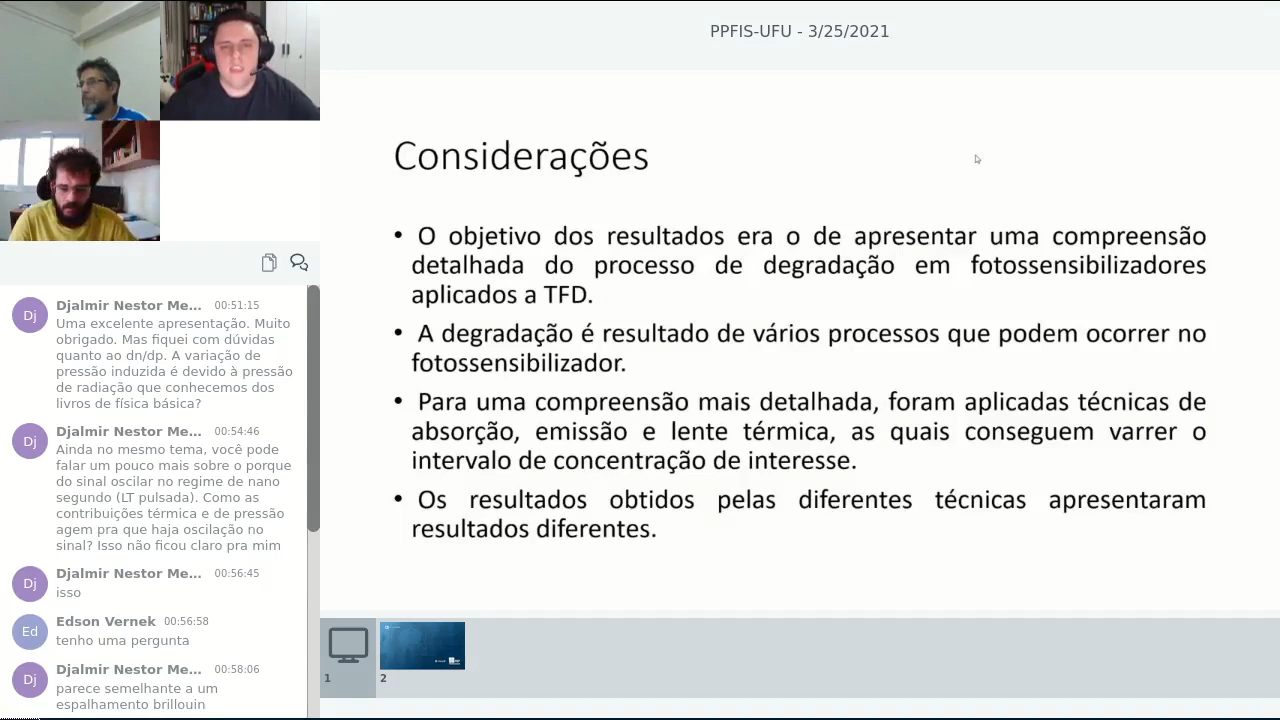 PPFIS-UFU - 3/25/2021
Considerações
• O objetivo dos resultados era o de apresentar uma compreensão
detalhada do processo de degradação em fotossensibilizadores
aplicados a TFD.
• A degradação é resultado de vários processos que podem ocorrer no
fotossensibilizador.
• Para uma compreensão mais detalhada, foram aplicadas técnicas de
absorção, emissão e lente térmica, as quais conseguem varrer o
intervalo de concentração de interesse.
• Os resultados obtidos pelas diferentes técnicas apresentaram
resultados diferentes.
Dj
Djalmir Nestor Me... 00:51:15
Uma excelente apresentação. Muito
obrigado. Mas fiquei com dúvidas
quanto ao dn/dp. A variação de
pressão induzida é devido à pressão
de radiação que conhecemos dos
livros de física básica?
Dj
Djalmir Nestor Me... 00:54:46
Ainda no mesmo tema, você pode
falar um pouco mais sobre o porque
do sinal oscilar no regime de nano
segundo (LT pulsada). Como as
contribuições térmica e de pressão
agem pra que haja oscilação no
sinal? Isso não ficou claro pra mim
Dj
Djalmir Nestor Me... 00:56:45
isso
Ed
Edson Vernek 00:56:58
tenho uma pergunta
Dj
Djalmir Nestor Me... 00:58:06
parece semelhante a um
espalhamento brillouin
1
2